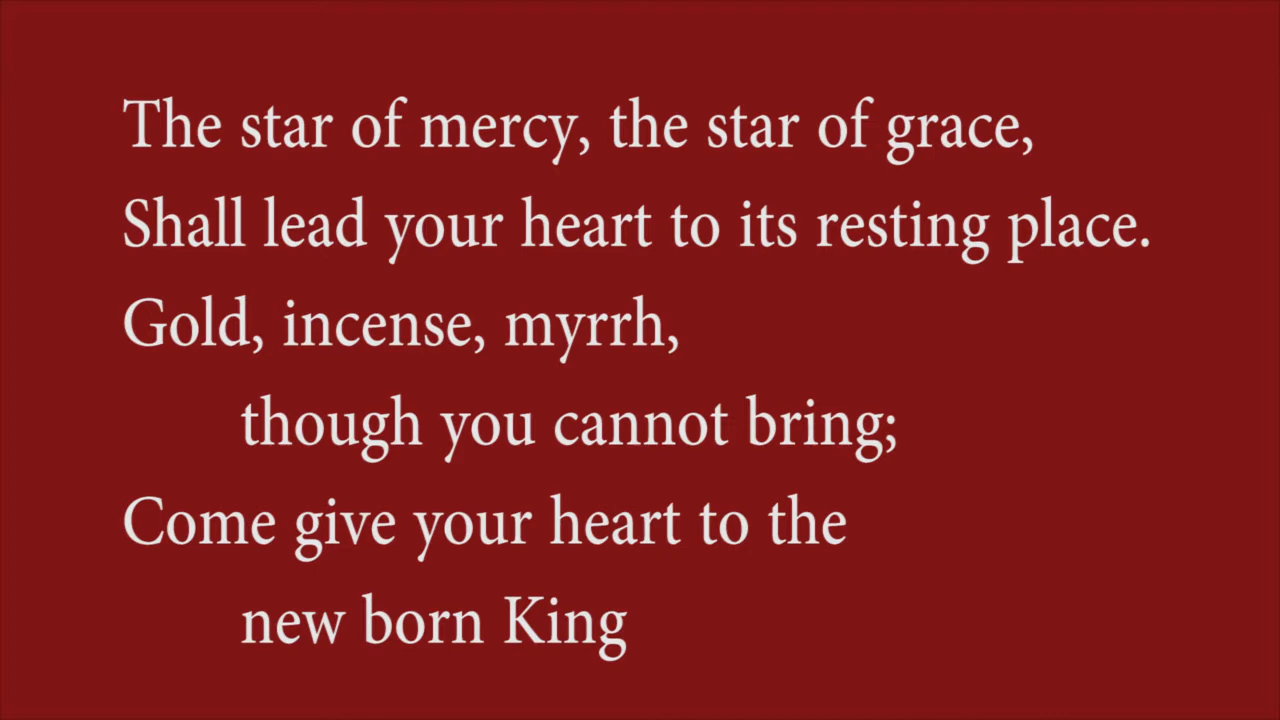 The star of mercy, the star of grace,
Shall lead your heart to its resting place.
Gold, incense, myrrh,
though you cannot bring;
Come give your heart to the
new born King